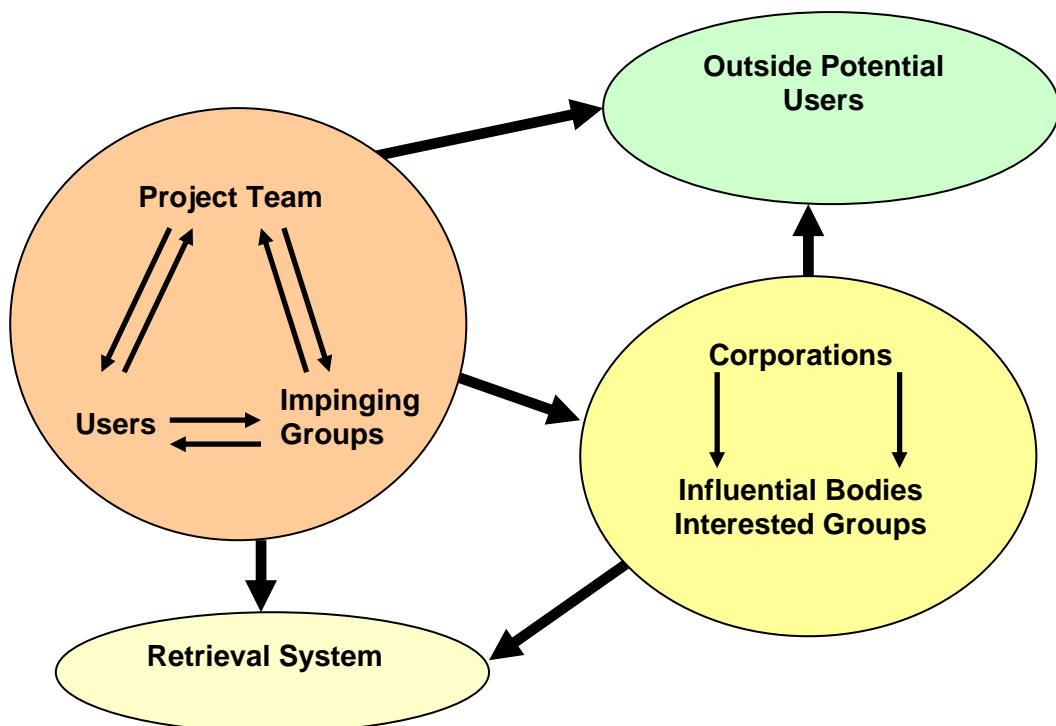 Outside Potential
Users
Project Team
Users
Impinging
Groups
Corporations
Influential Bodies
Interested Groups
Retrieval System